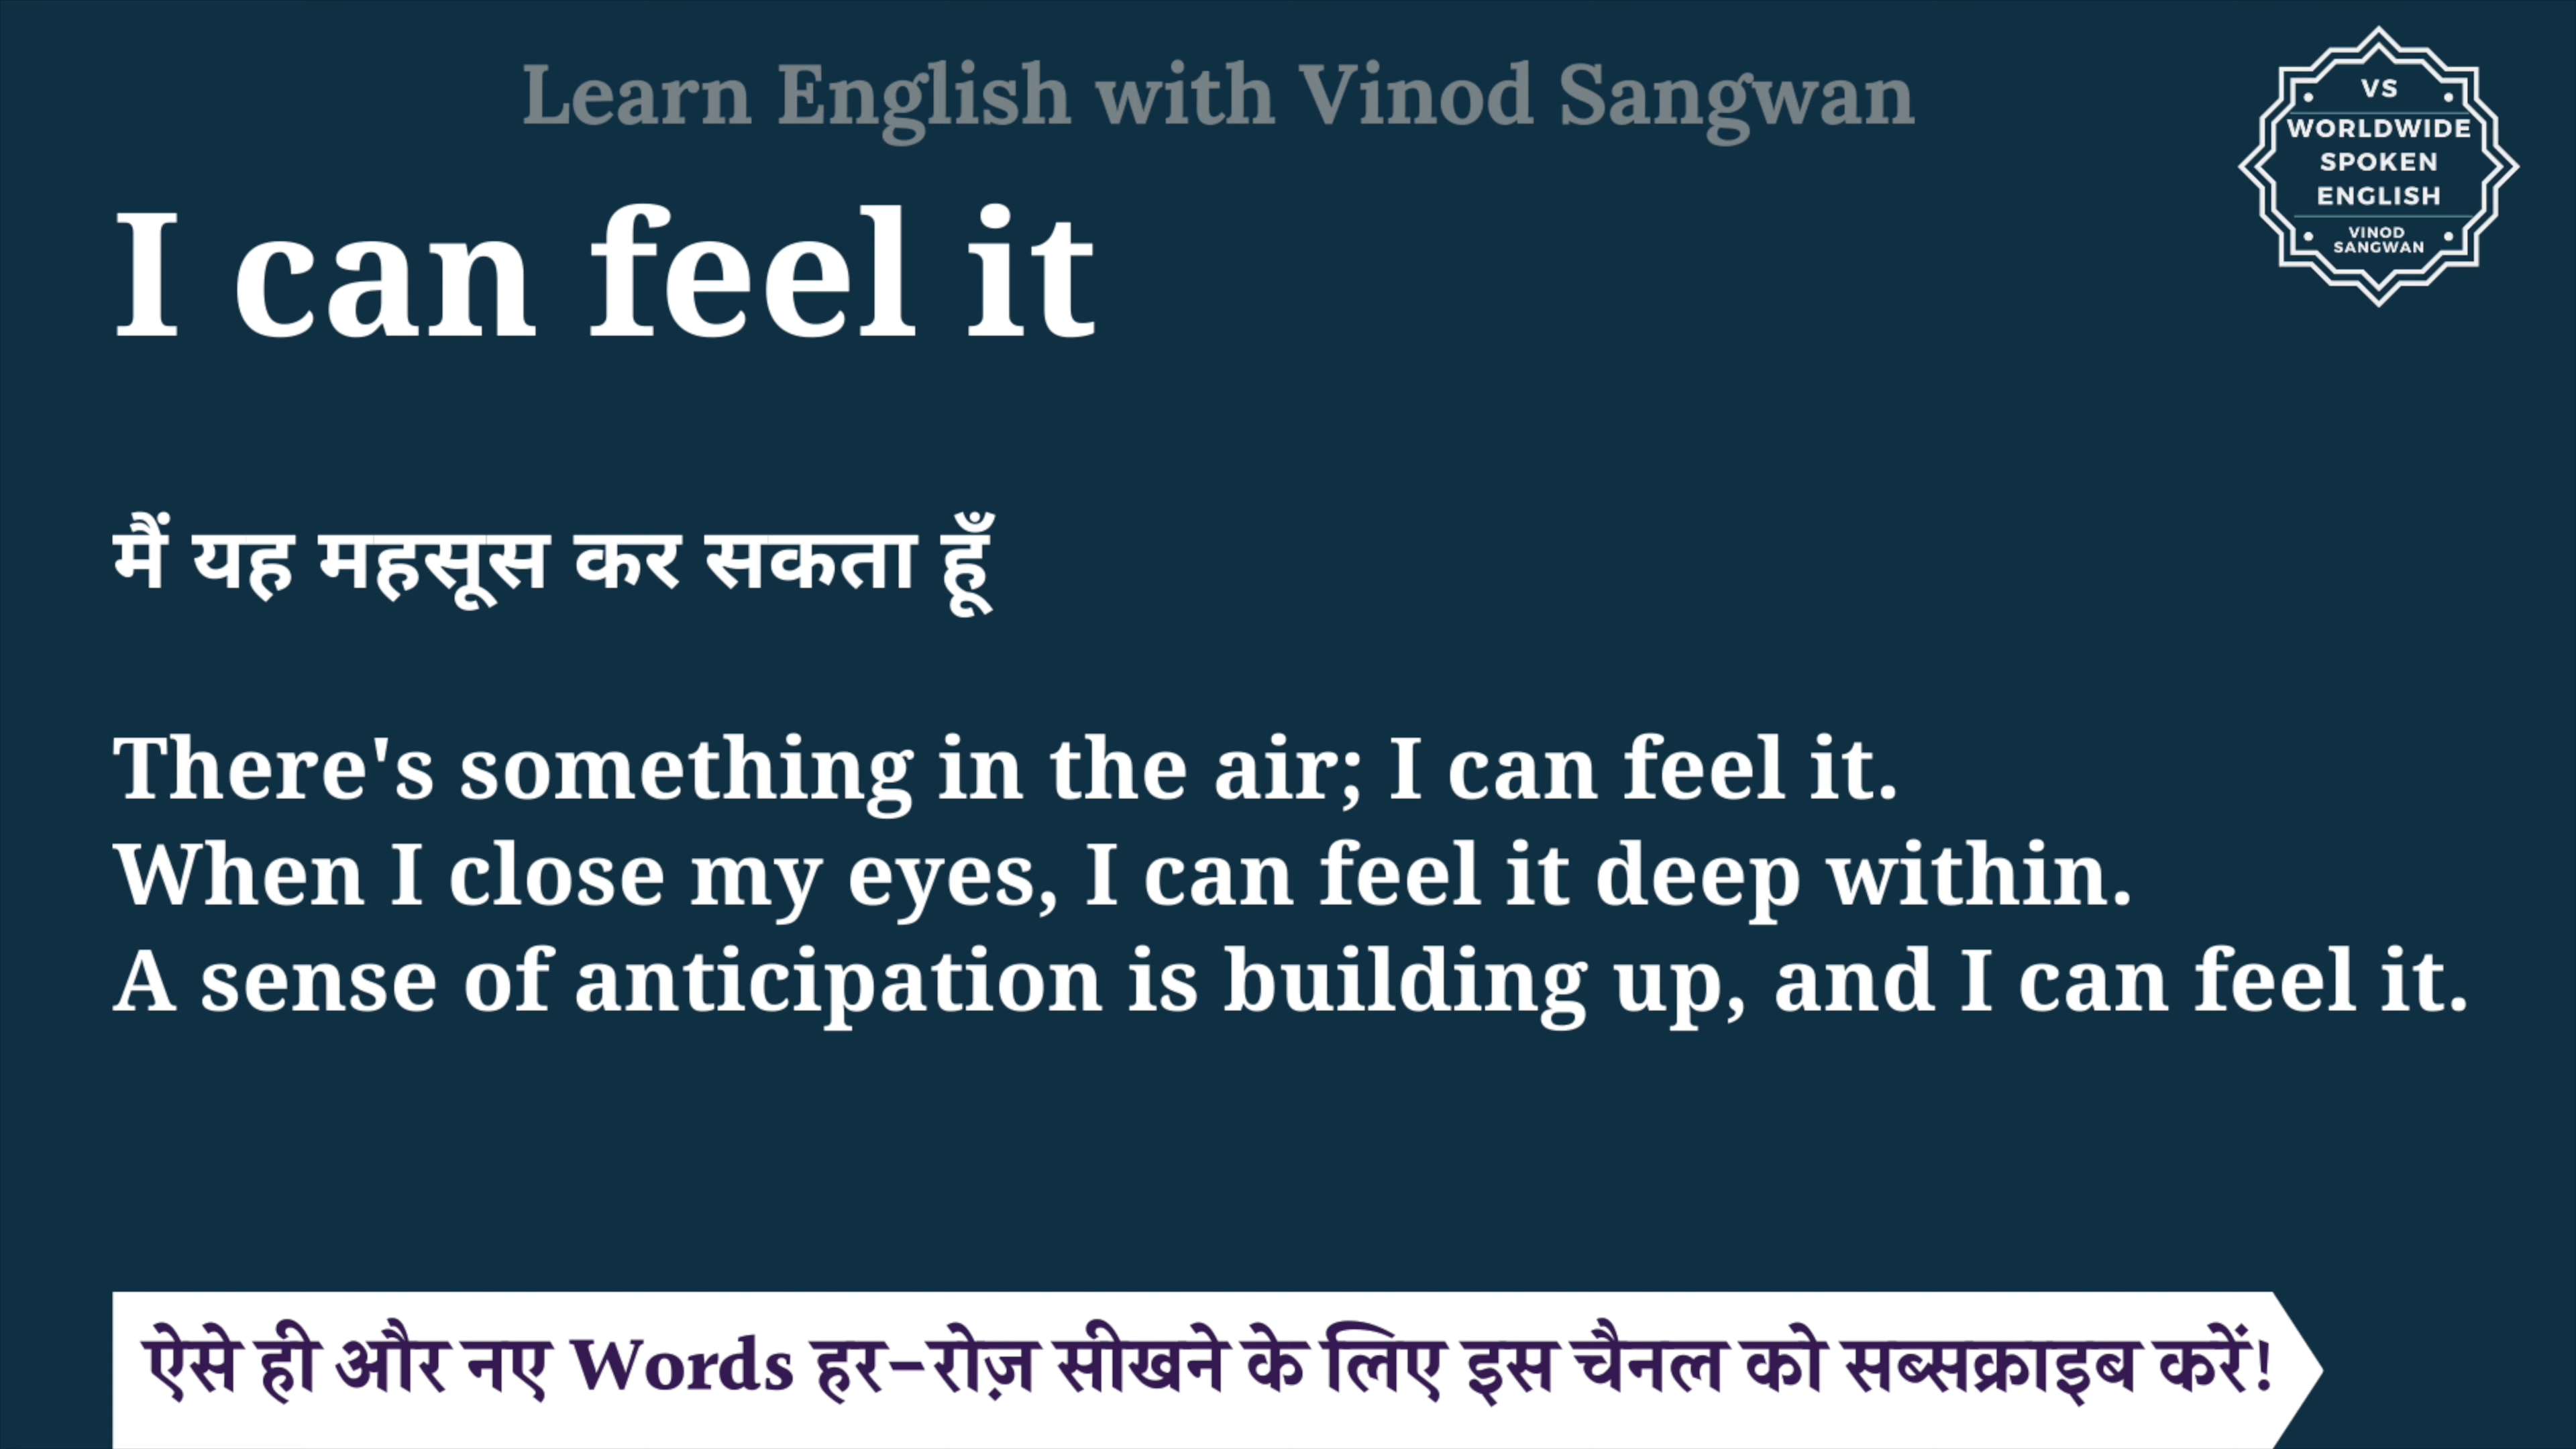 Learn English with Vinod Sangwan
VS
WORLDWIDE
SPOKEN
ENGLISH
VINOD
SANGWAN
I can feel it
मैं यह महसूस कर सकता हूँ
There's something in the air; I can feel it.
When I close my eyes, I can feel it deep within.
A sense of anticipation is building up, and I can feel it.
ऐसे ही और नए Words हर-रोज़ सीखने के लिए इस चैनल को सब्सक्राइब करें!